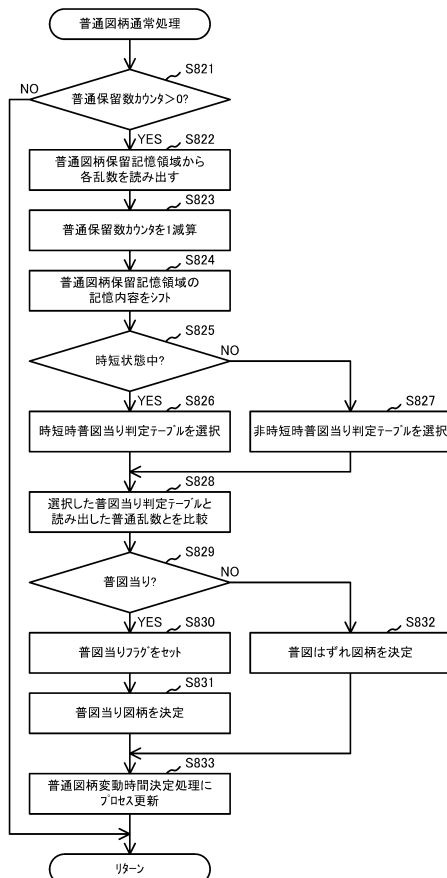 普通図柄通常処理
S821
NO
普通保留数カウンタ>0?
YES
S822
普通図柄保留記憶領域から
各乱数を読み出す
S823
普通保留数カウンタを1減算
S824
普通図柄保留記憶領域の
記憶内容をシフト
S825
時短状態中?
NO
YES
S826
時短時普図当り判定テーブルを選択
S827
非時短時普図当り判定テーブルを選択
S828
選択した普図当り判定テーブルと
読み出した普通乱数とを比較
S829
普図当り?
NO
YES
S830
普図当りフラグをセット
S832
普図はずれ図柄を決定
S831
普図当り図柄を決定
S833
普通図柄変動時間決定処理に
プロセス更新
リターン